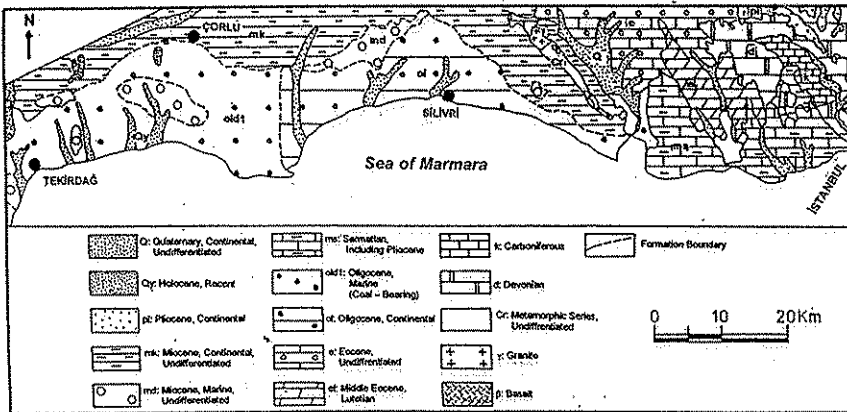 N
ÇORLU
mk
md
ol
old1
SİLİVRİ
Sea of Marmara
TEKİRDAĞ
İSTANBUL
ms
Q: Quaternary, Continental,
Undifferentiated
Qy: Holocene, Recent
pl: Pliocene, Continental
mk: Miocene, Continental,
Undifferentiated
md: Miocene, Marine,
Undifferentiated
ms: Sarmatian,
Including Pliocene
old1: Oligocene,
Marine
(Coal – Bearing)
ol: Oligocene, Continental
e: Eocene,
Undifferentiated
et: Middle Eocene,
Lutetian
k: Carboniferous
d: Devonian
Cr: Metamorphic Series,
Undiffrentiated
γ: Granite
β: Basalt
Formation Boundary
0 10 20Km